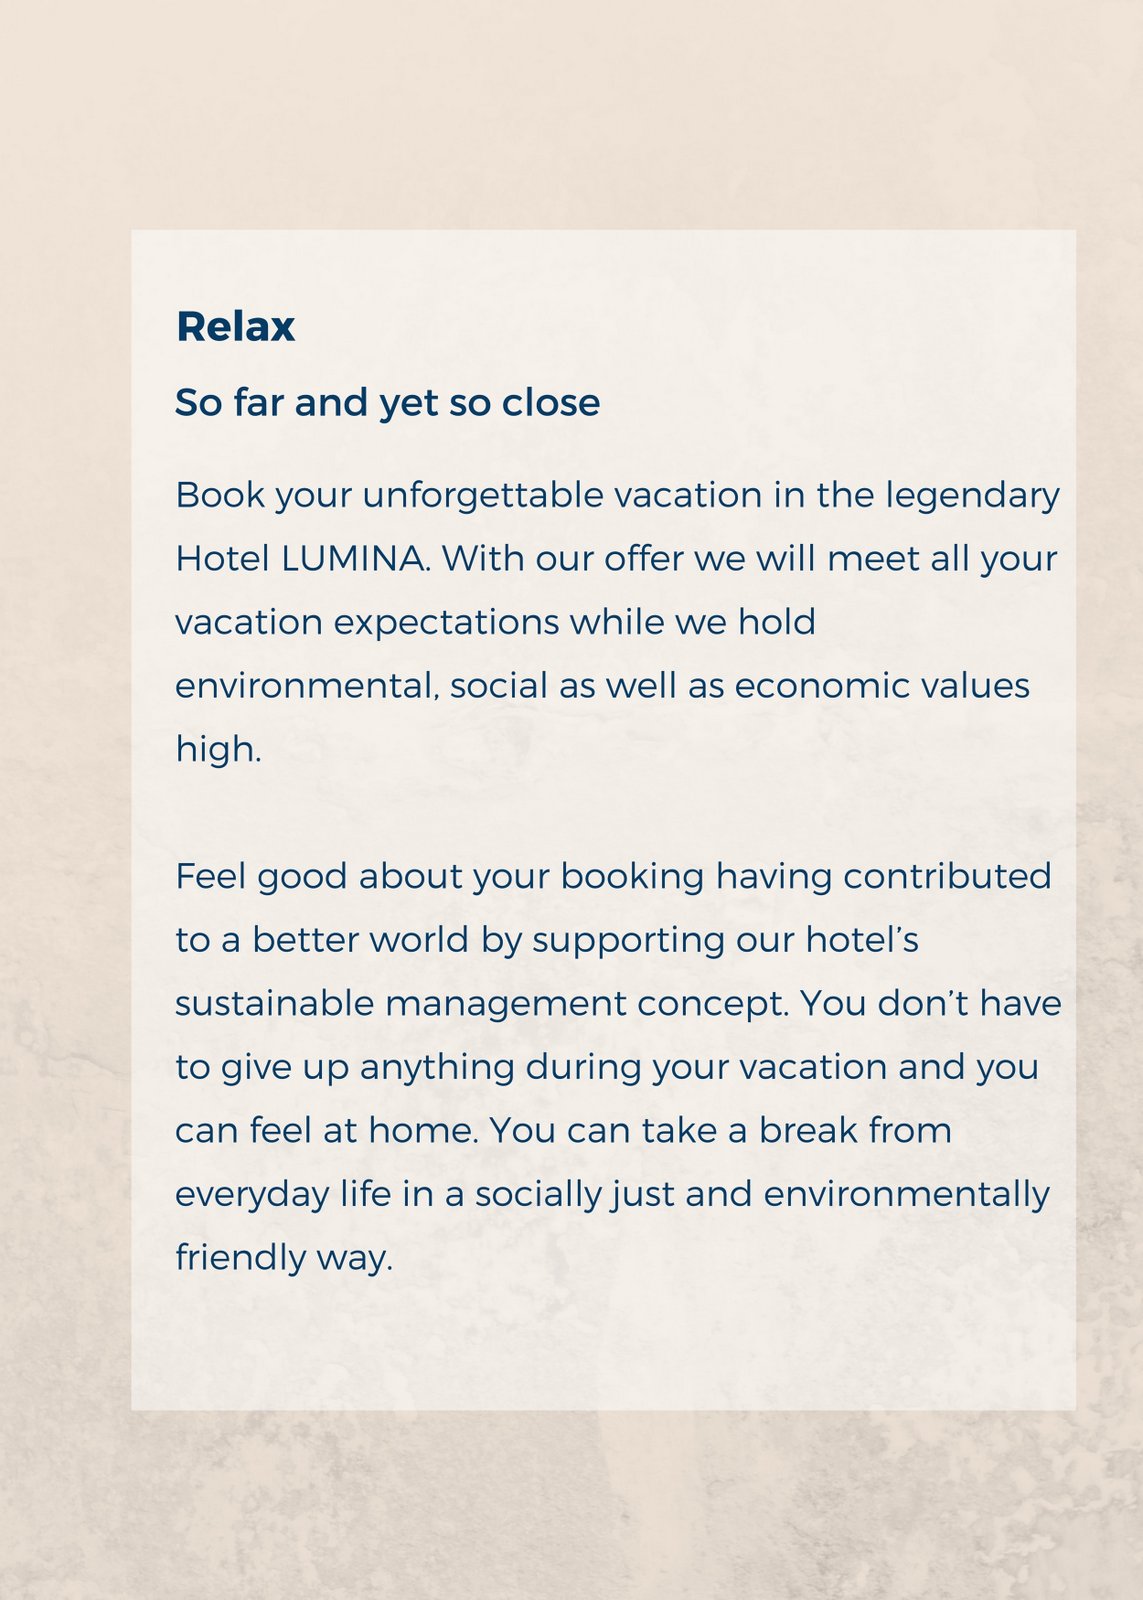 Relax
So far and yet so close
Book your unforgettable vacation in the legendary
Hotel LUMINA. With our offer we will meet all your
vacation expectations while we hold
environmental, social as well as economic values
high.
Feel good about your booking having contributed
to a better world by supporting our hotel’s
sustainable management concept. You don’t have
to give up anything during your vacation and you
can feel at home. You can take a break from
everyday life in a socially just and environmentally
friendly way.